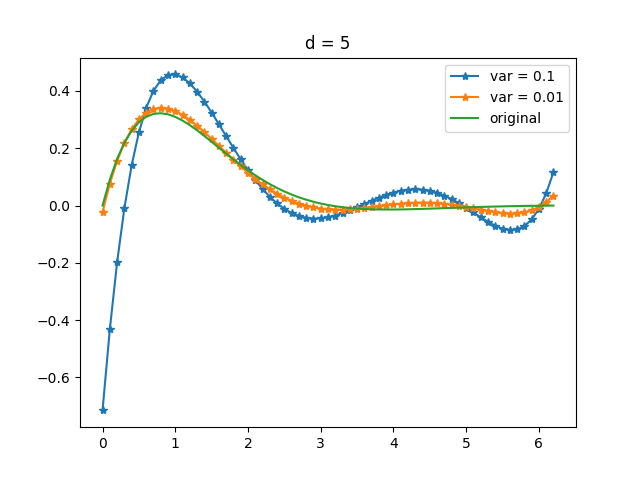 d = 5
var = 0.1
var = 0.01
original
0.4
0.2
0.0
−0.2
−0.4
−0.6
0 1 2 3 4 5 6